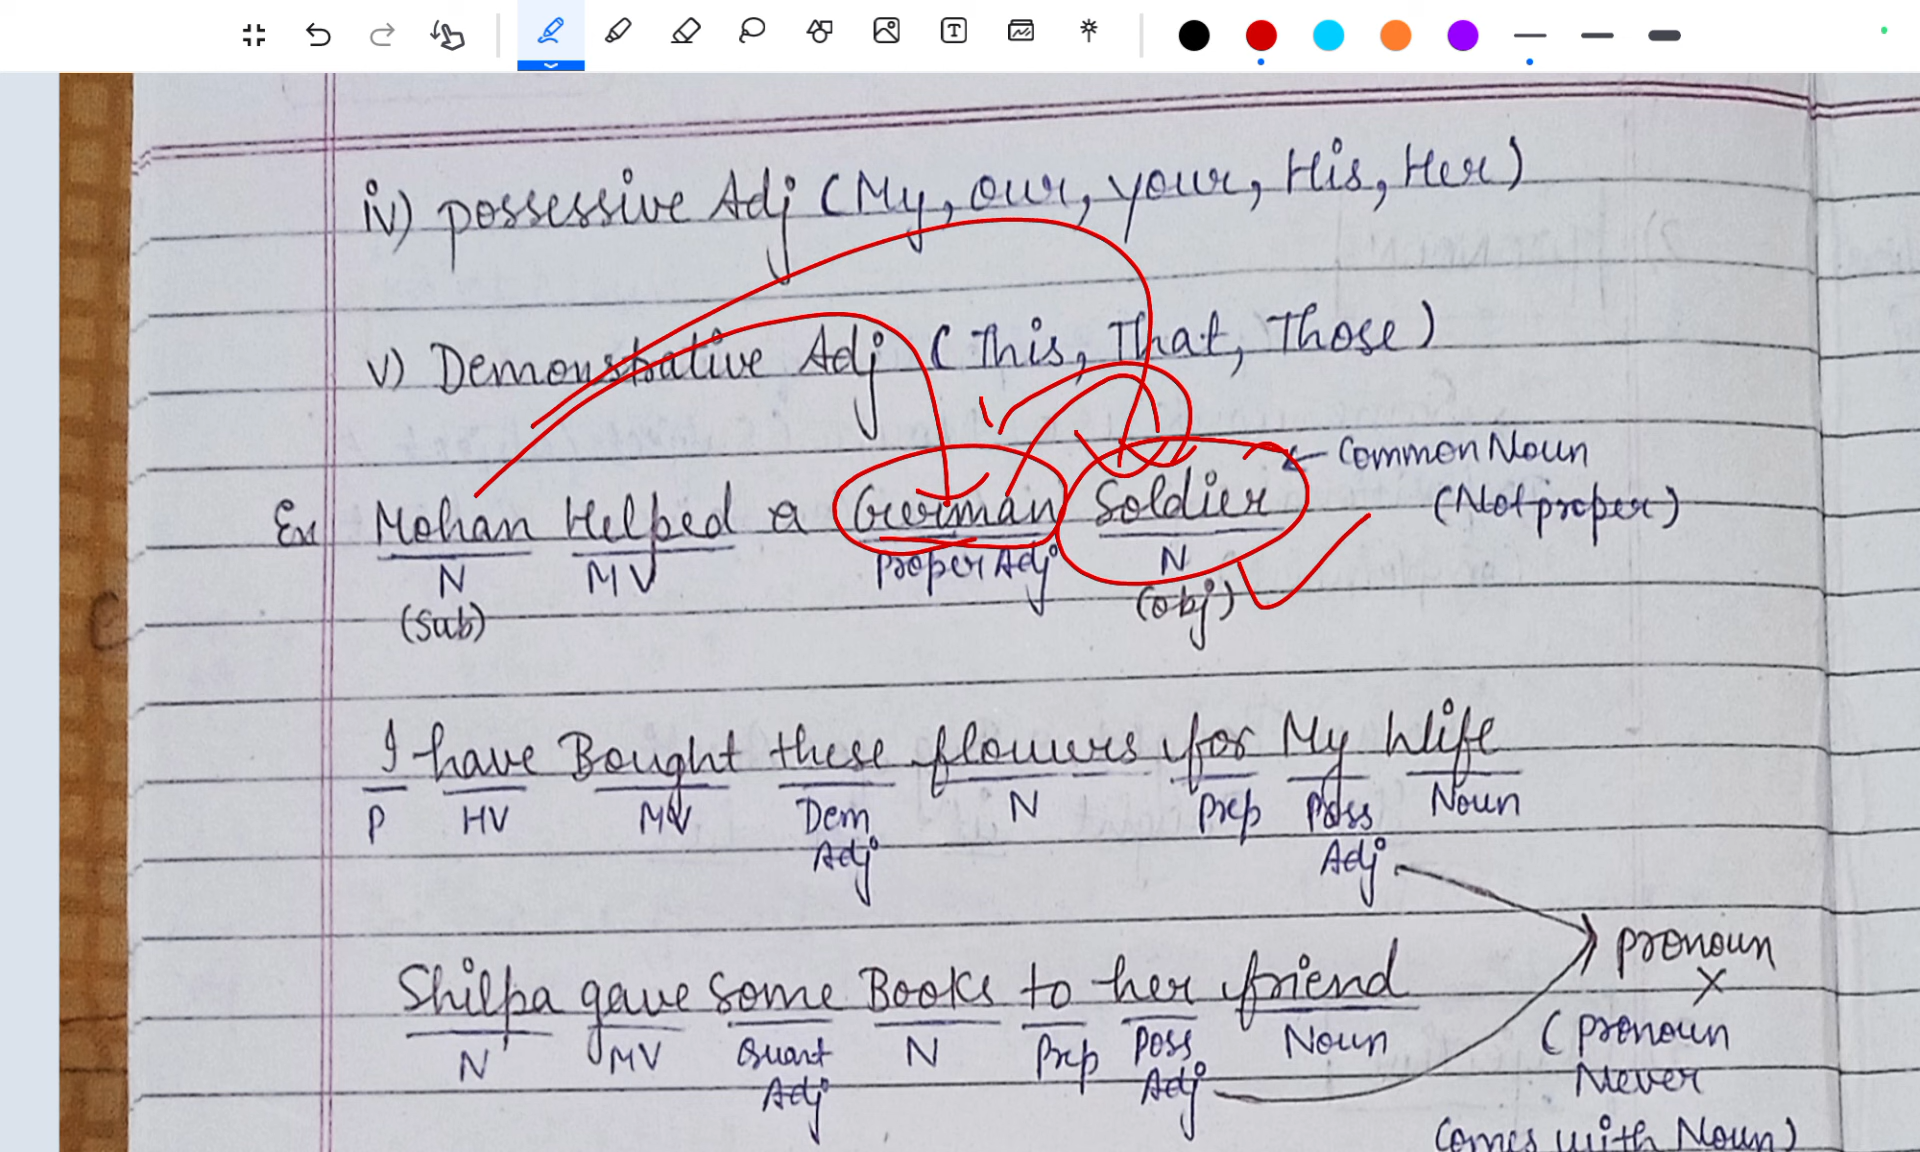 iv) possessive Adj (My, our, your, His, Her)
v) Demonstrative Adj (This, That, Those)
Ex Mohan Helped a German Soldier ← Common Noun
(Not proper)
N MV Proper Adj N
(Sub) (obj)
I have Bought these flowers for My Wife
P HV MV Dem Adj N Prep Poss Adj Noun
Shilpa gave some Books to her friend
N MV Quant Adj N Prep Poss Adj Noun
pronoun
X
(pronoun
Never
Comes with Noun)